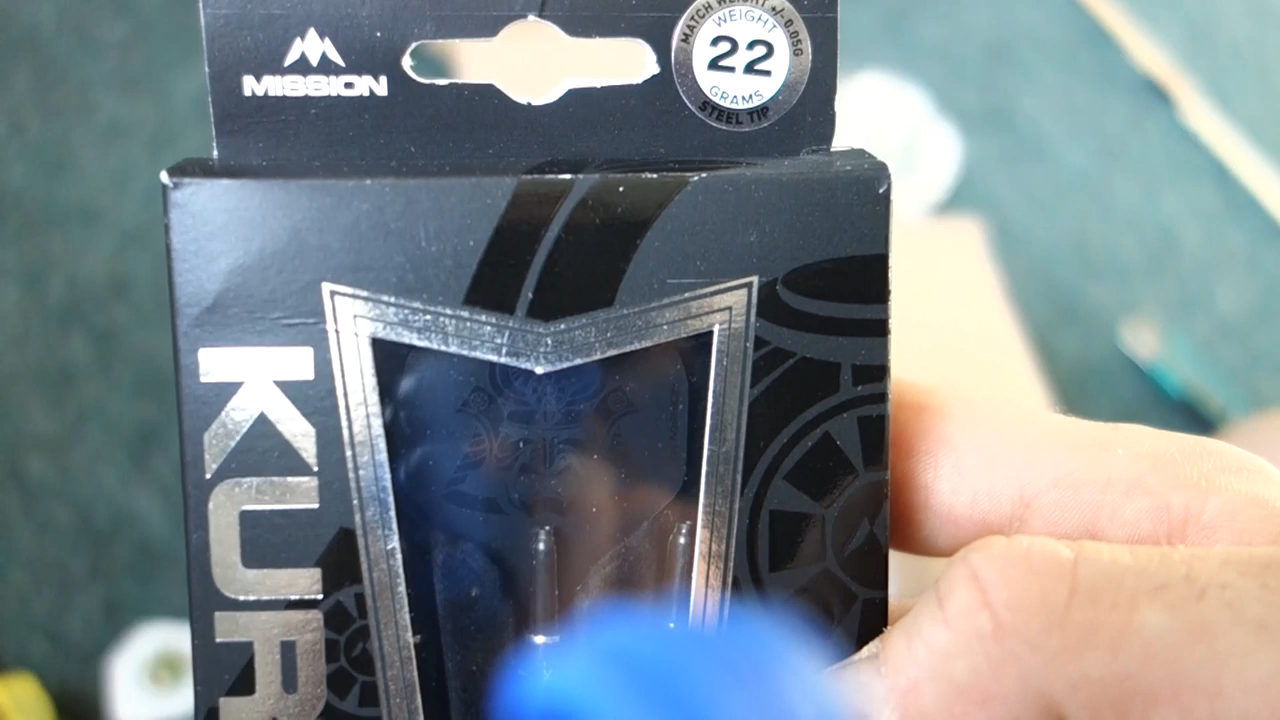 MISSION
MATCH WEIGHT +/- 0.05G
WEIGHT
22
GRAMS
STEEL TIP
KUR